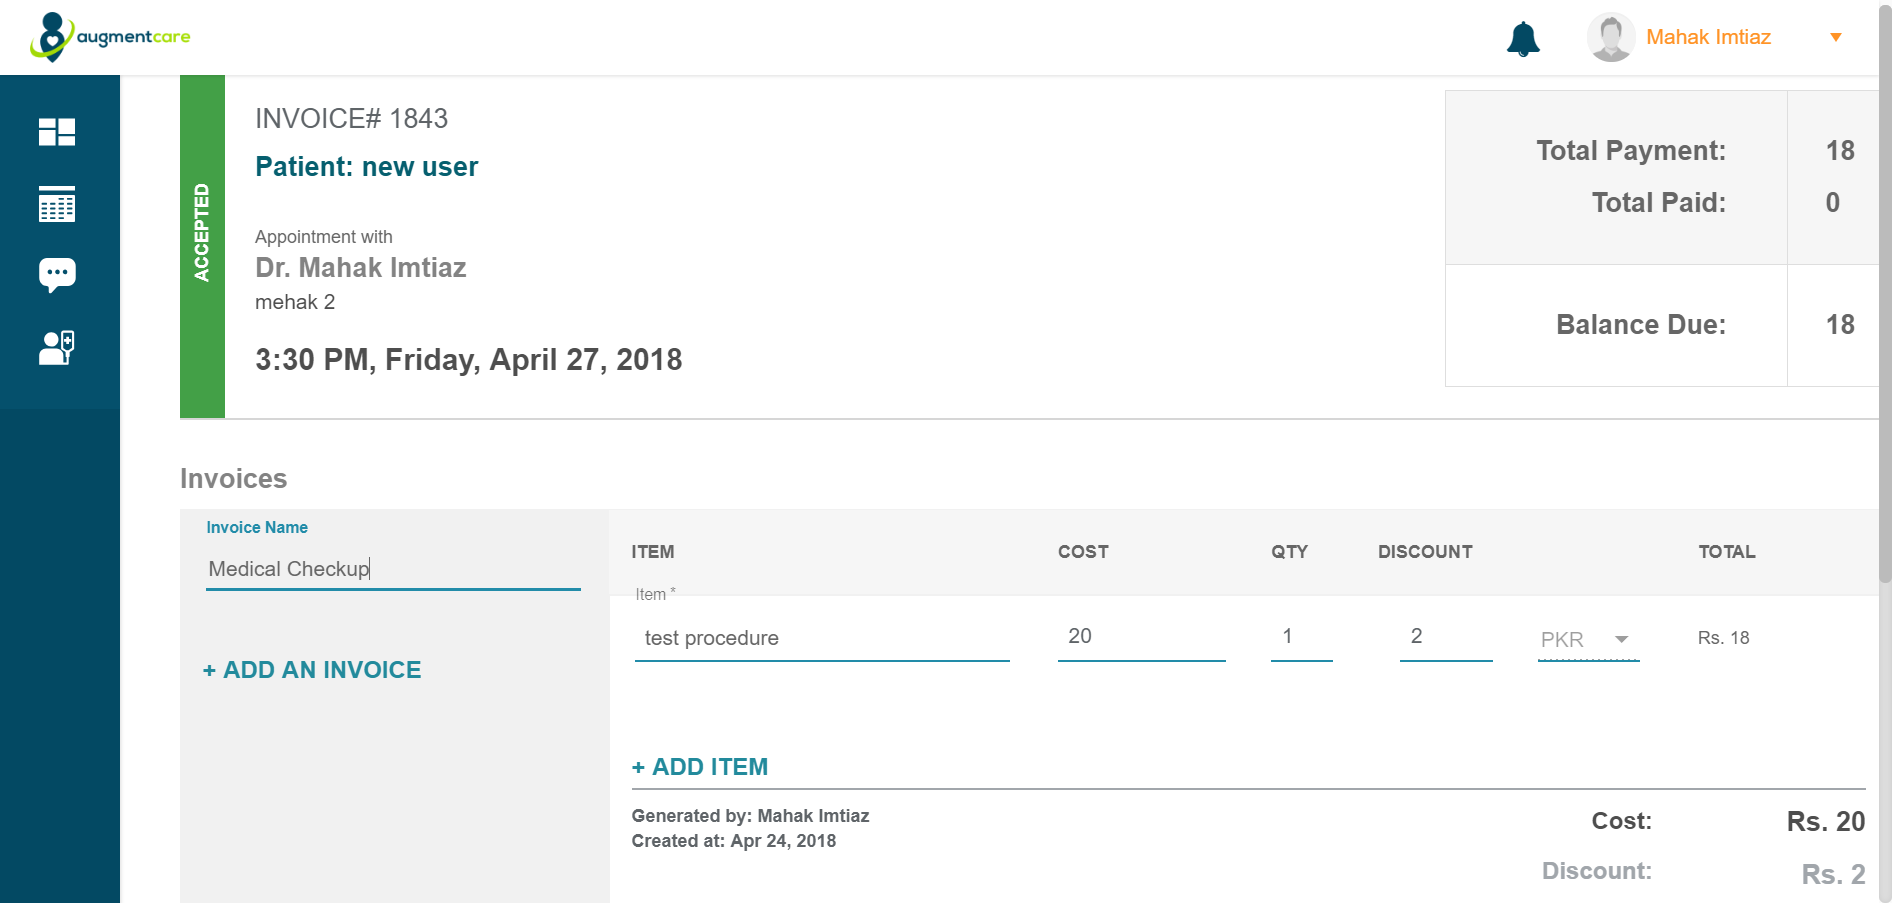 augmentcare
Mahak Imtiaz
ACCEPTED
INVOICE# 1843
Patient: new user
Appointment with
Dr. Mahak Imtiaz
mehak 2
3:30 PM, Friday, April 27, 2018
Total Payment: 18
Total Paid: 0
Balance Due: 18
Invoices
Invoice Name
Medical Checkup
+ ADD AN INVOICE
ITEM COST QTY DISCOUNT TOTAL
Item *
test procedure 20 1 2 PKR Rs. 18
+ ADD ITEM
Generated by: Mahak Imtiaz
Created at: Apr 24, 2018
Cost: Rs. 20
Discount: Rs. 2